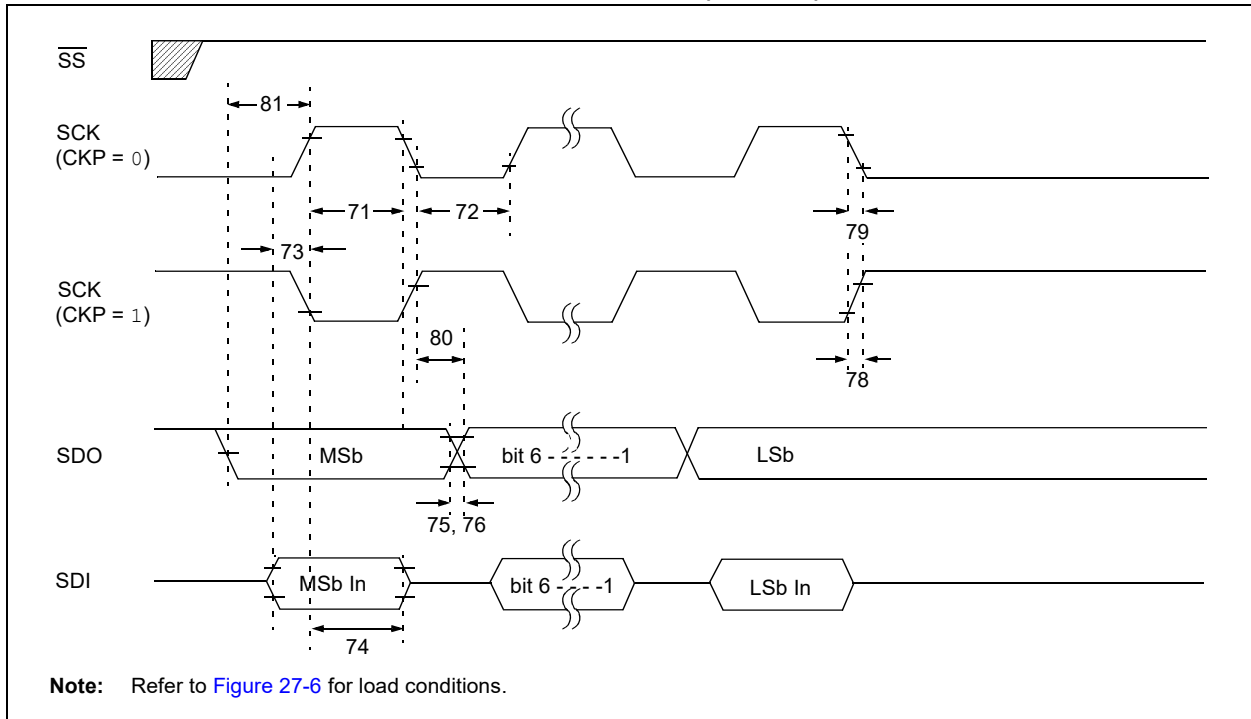 SS
81
SCK
(CKP = 0)
71
72
79
73
SCK
(CKP = 1)
80
78
SDO
MSb
bit 6 - - - - - - -1
LSb
75, 76
SDI
MSb In
bit 6 - - - - -1
LSb In
74
Note: Refer to Figure 27-6 for load conditions.